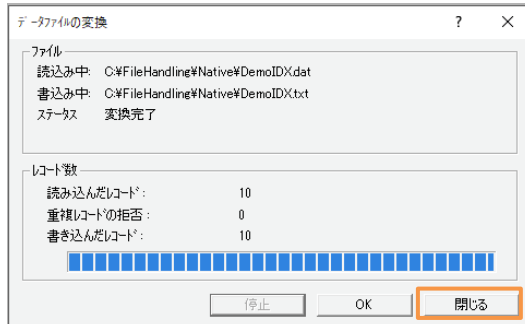 データファイルの変換 ? ×
ファイル
読込み中: C:¥FileHandling¥Native¥DemoIDX.dat
書込み中: C:¥FileHandling¥Native¥DemoIDX.txt
ステータス 変換完了
レコード数
読み込んだレコード: 10
重複レコードの拒否: 0
書き込んだレコード: 10
停止 OK 閉じる